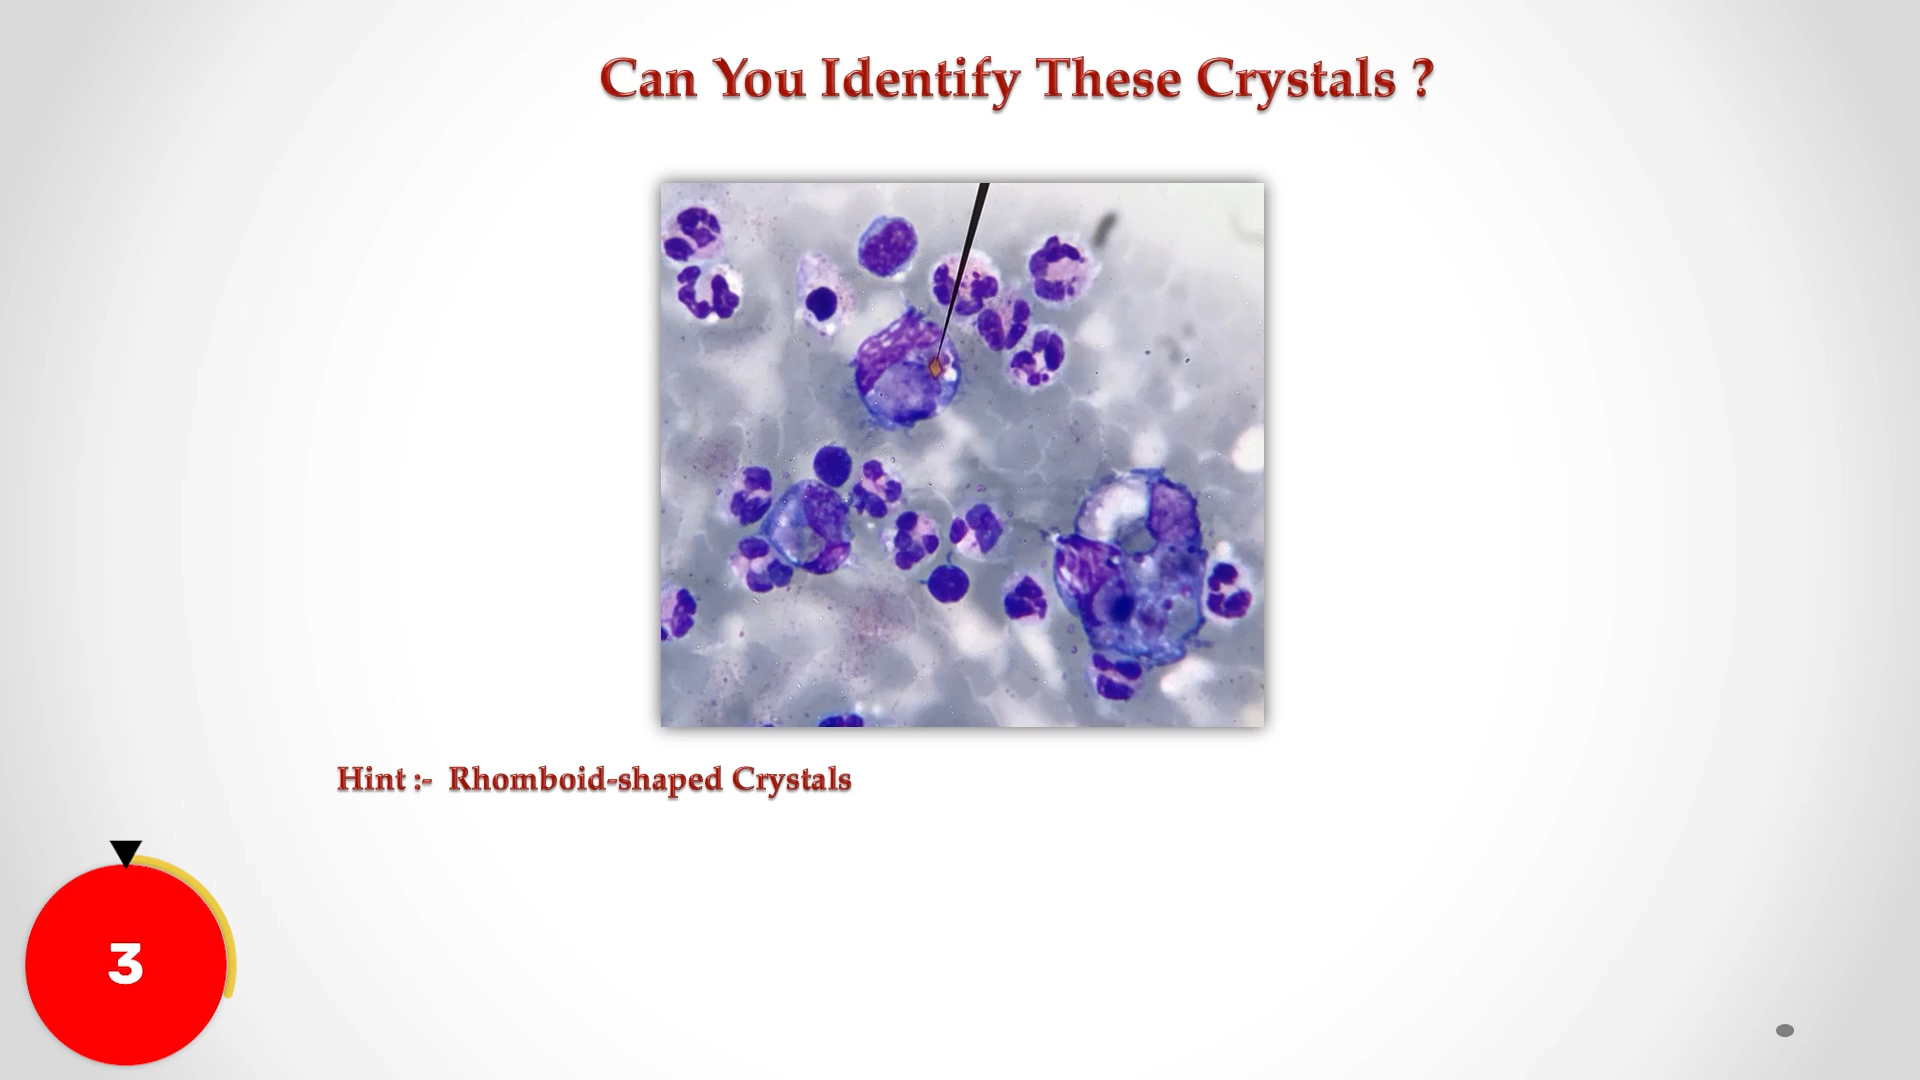 Can You Identify These Crystals ?
Hint :- Rhomboid-shaped Crystals
3